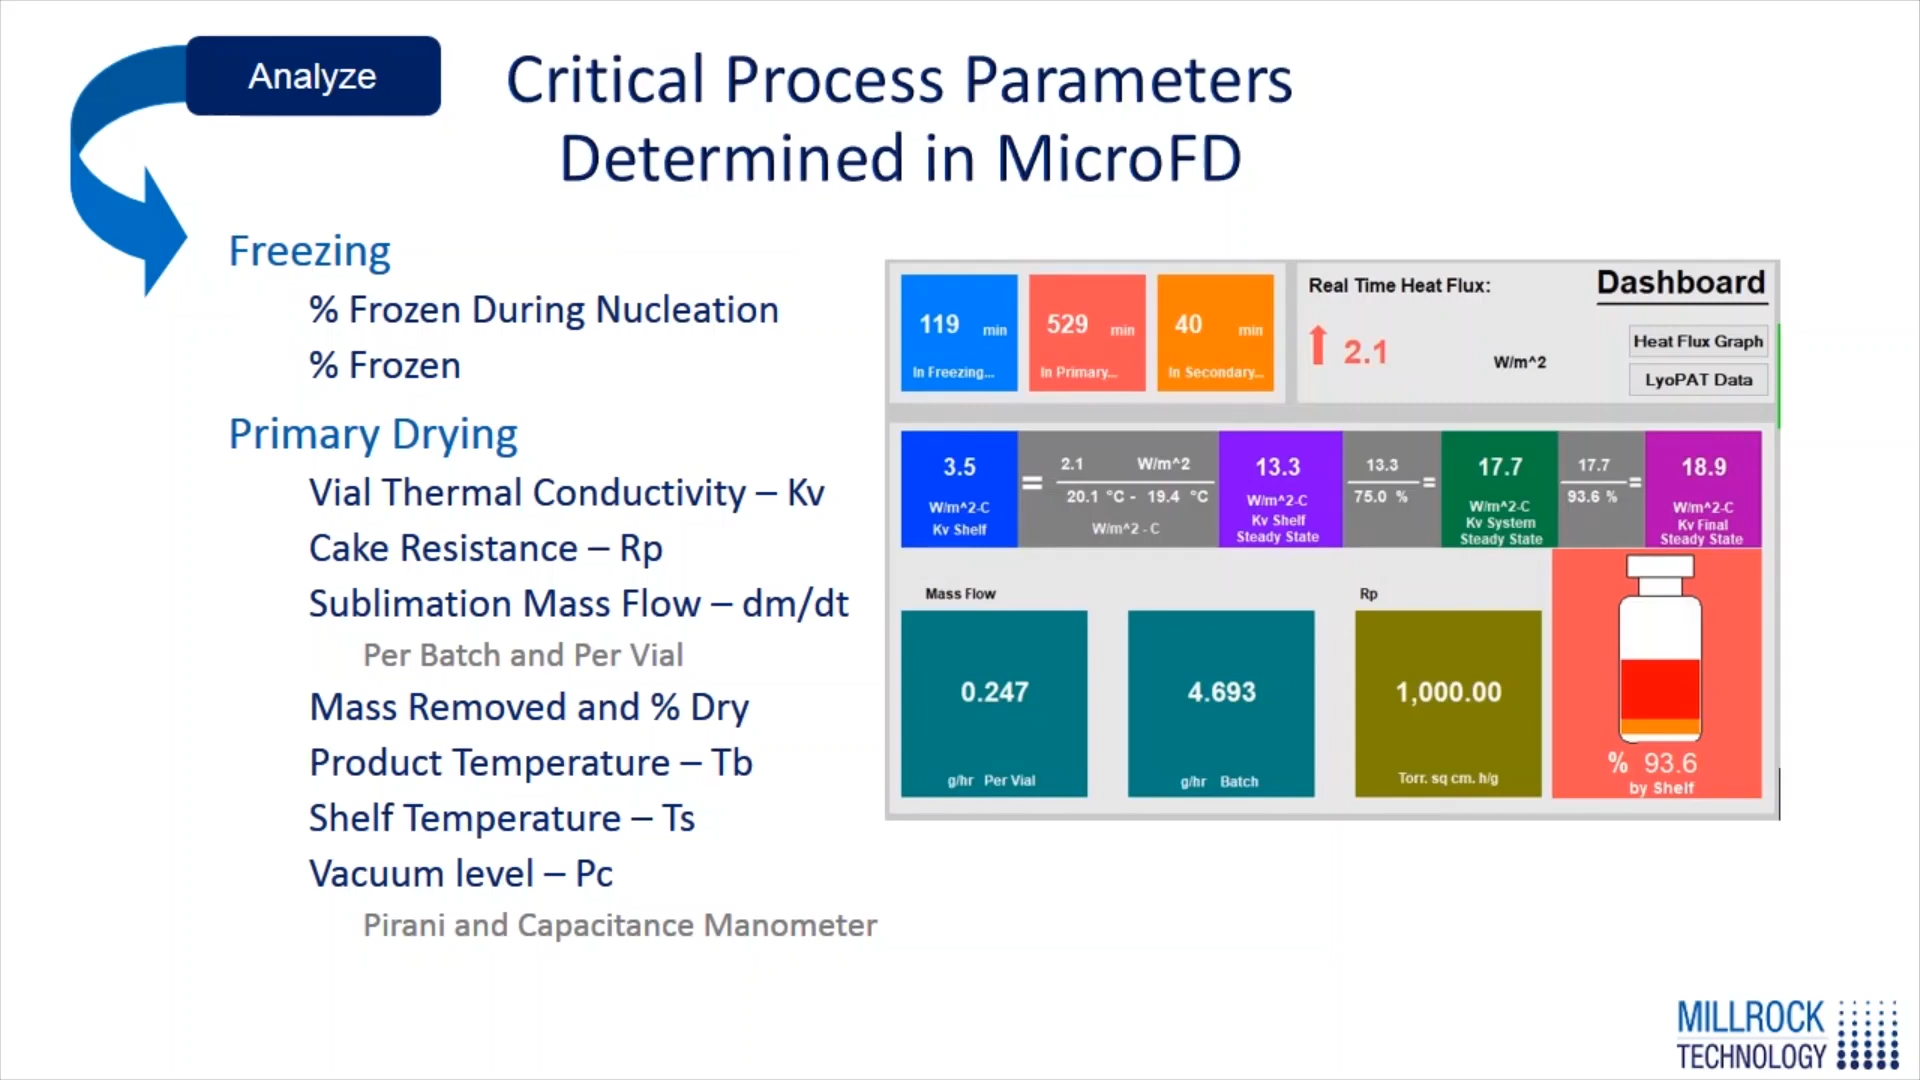 Analyze
Critical Process Parameters
Determined in MicroFD
Freezing
% Frozen During Nucleation
% Frozen
Primary Drying
Vial Thermal Conductivity – Kv
Cake Resistance – Rp
Sublimation Mass Flow – dm/dt
Per Batch and Per Vial
Mass Removed and % Dry
Product Temperature – Tb
Shelf Temperature – Ts
Vacuum level – Pc
Pirani and Capacitance Manometer
119 min
In Freezing...
529 min
In Primary...
40 min
In Secondary...
Real Time Heat Flux:
2.1
W/m^2
Dashboard
Heat Flux Graph
LyoPAT Data
3.5
W/m^2-C
Kv Shelf
=
2.1 W/m^2
20.1 °C - 19.4 °C
W/m^2 - C
13.3
W/m^2-C
Kv Shelf
Steady State
13.3
75.0 %
=
17.7
W/m^2-C
Kv System
Steady State
17.7
93.6 %
=
18.9
W/m^2-C
Kv Final
Steady State
Mass Flow
0.247
g/hr Per Vial
4.693
g/hr Batch
Rp
1,000.00
Torr. sq cm. h/g
% 93.6
by Shelf
MILLROCK
TECHNOLOGY